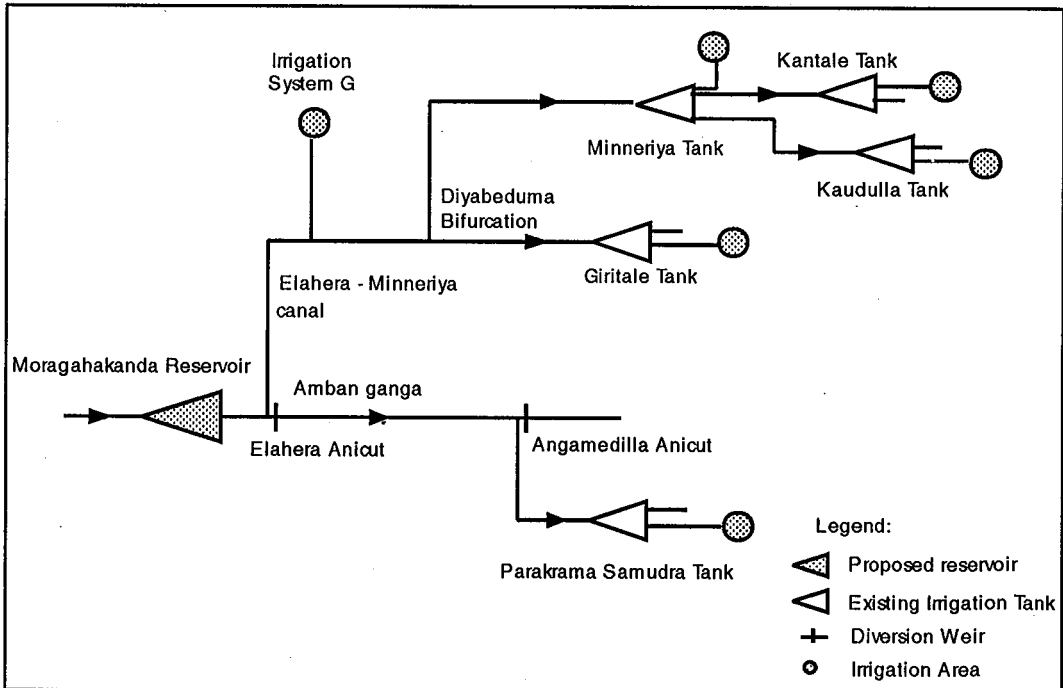 Irrigation
System G
Kantale Tank
Minneriya Tank
Kaudulla Tank
Diyabeduma
Bifurcation
Giritale Tank
Elahera - Minneriya
canal
Moragahakanda Reservoir
Amban ganga
Elahera Anicut
Angamedilla Anicut
Parakrama Samudra Tank
Legend:
Proposed reservoir
Existing Irrigation Tank
Diversion Weir
Irrigation Area